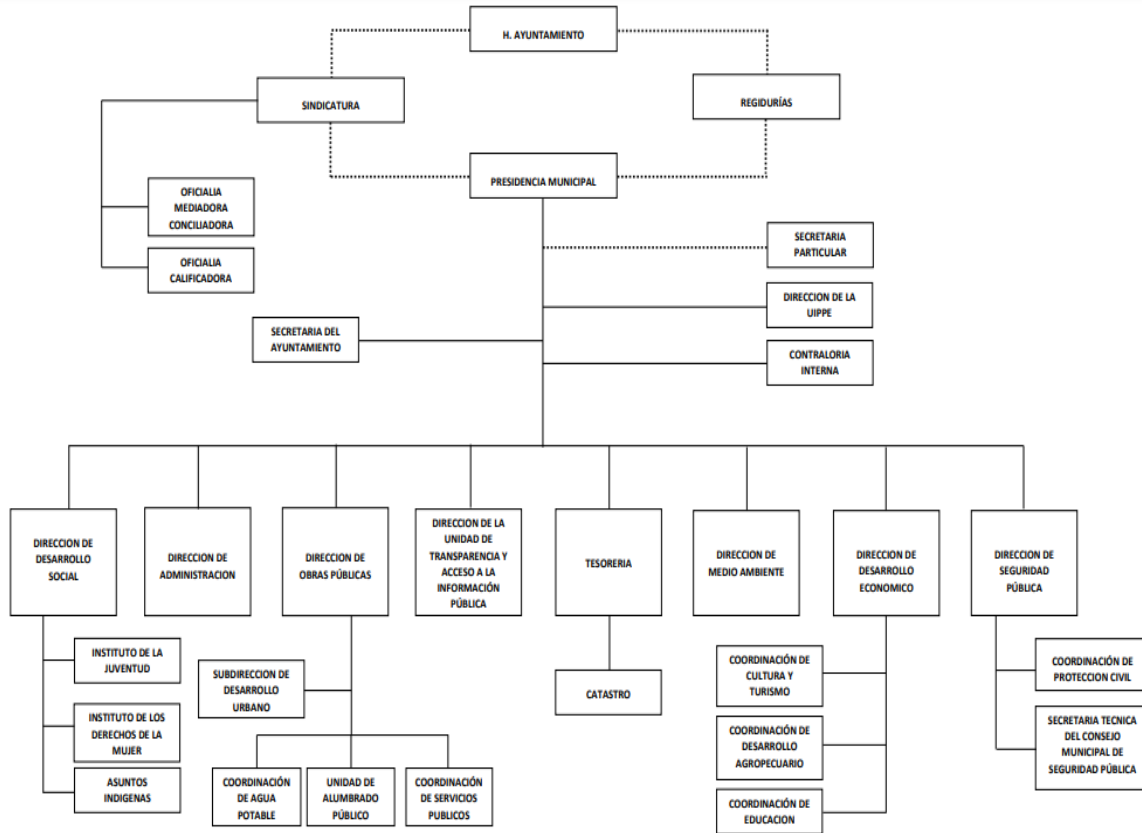 H. AYUNTAMIENTO
SINDICATURA
REGIDURÍAS
PRESIDENCIA MUNICIPAL
OFICIALIA
MEDIADORA
CONCILIADORA
OFICIALIA
CALIFICADORA
SECRETARIA
PARTICULAR
DIRECCION DE LA
UIPPE
SECRETARIA DEL
AYUNTAMIENTO
CONTRALORIA
INTERNA
DIRECCION DE
DESARROLLO
SOCIAL
DIRECCION DE
ADMINISTRACION
DIRECCION DE
OBRAS PÚBLICAS
DIRECCION DE LA
UNIDAD DE
TRANSPARENCIA Y
ACCESO A LA
INFORMACIÓN
PÚBLICA
TESORERIA
DIRECCION DE
MEDIO AMBIENTE
DIRECCION DE
DESARROLLO
ECONOMICO
DIRECCION DE
SEGURIDAD
PÚBLICA
INSTITUTO DE LA
JUVENTUD
INSTITUTO DE LOS
DERECHOS DE LA
MUJER
ASUNTOS
INDIGENAS
SUBDIRECCION DE
DESARROLLO
URBANO
COORDINACIÓN
DE AGUA
POTABLE
UNIDAD DE
ALUMBRADO
PÚBLICO
COORDINACIÓN
DE SERVICIOS
PUBLICOS
CATASTRO
COORDINACIÓN DE
CULTURA Y
TURISMO
COORDINACIÓN DE
DESARROLLO
AGROPECUARIO
COORDINACIÓN DE
EDUCACION
COORDINACIÓN DE
PROTECCION CIVIL
SECRETARIA TECNICA
DEL CONSEJO
MUNICIPAL DE
SEGURIDAD PÚBLICA